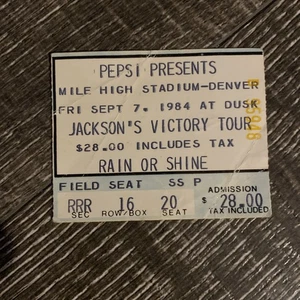 PEPSI PRESENTS
MILE HIGH STADIUM-DENVER
FRI SEPT 7, 1984 AT DUSK
JACKSON'S VICTORY TOUR
$28.00 INCLUDES TAX
RAIN OR SHINE
FIELD SEAT SS P
ADMISSION
RRR 16 20 $ 28.00
SEC ROW/BOX SEAT TAX INCLUDED